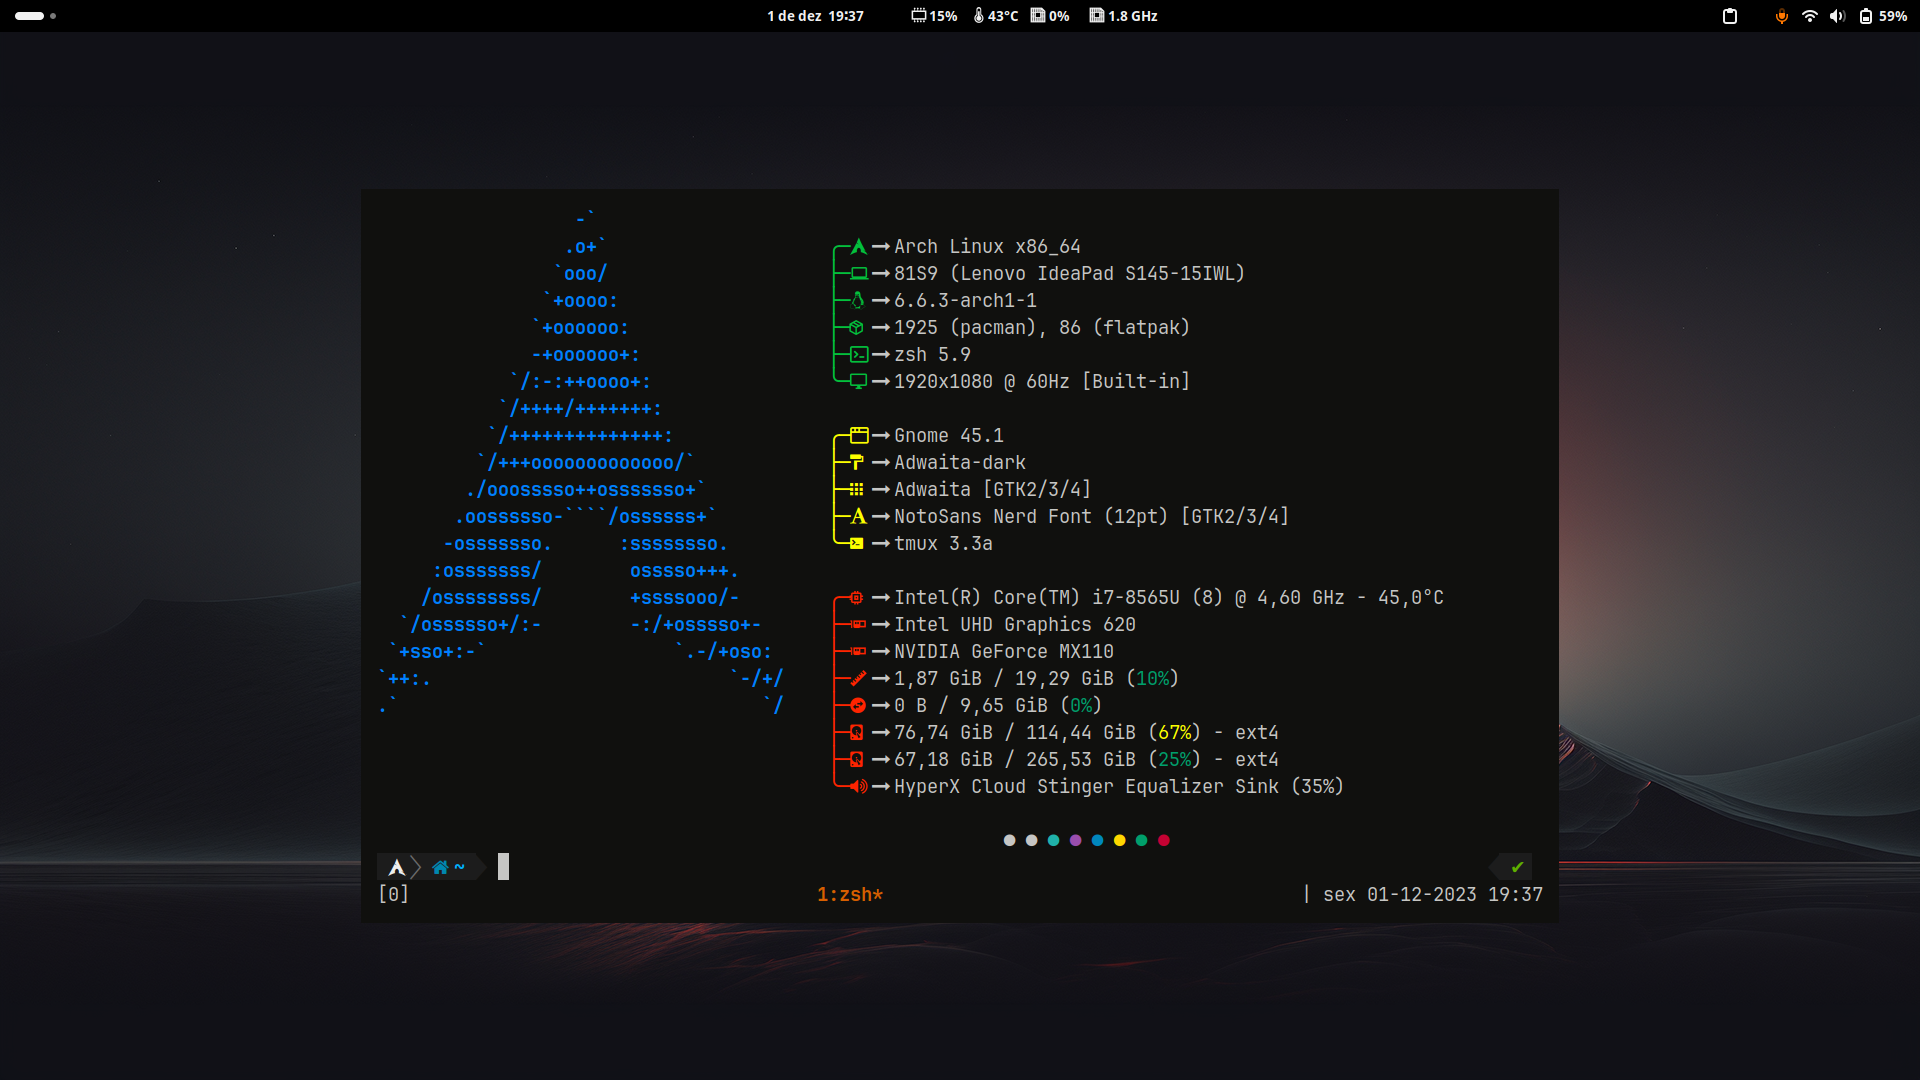 1 de dez 19:37 15% 43°C 0% 1.8 GHz 59%
-`
.o+`
`ooo/
`+oooo:
`+oooooo:
-+oooooo+:
`/:-:++oooo+:
`/++++/+++++++:
`/++++++++++++++:
`/+++ooooooooooooo/`
./ooosssso++osssssso+`
.oossssso-````/ossssss+`
-osssssso. :ssssssso.
:osssssss/ osssso+++.
/ossssssss/ +ssssooo/-
`/ossssso+/:- -:/+osssso+-
`+sso+:-` `.-/+oso:
`++:. `-/+/
.` `/
Arch Linux x86_64
81S9 (Lenovo IdeaPad S145-15IWL)
6.6.3-arch1-1
1925 (pacman), 86 (flatpak)
zsh 5.9
1920x1080 @ 60Hz [Built-in]
Gnome 45.1
Adwaita-dark
Adwaita [GTK2/3/4]
NotoSans Nerd Font (12pt) [GTK2/3/4]
tmux 3.3a
Intel(R) Core(TM) i7-8565U (8) @ 4,60 GHz - 45,0°C
Intel UHD Graphics 620
NVIDIA GeForce MX110
1,87 GiB / 19,29 GiB (10%)
0 B / 9,65 GiB (0%)
76,74 GiB / 114,44 GiB (67%) - ext4
67,18 GiB / 265,53 GiB (25%) - ext4
HyperX Cloud Stinger Equalizer Sink (35%)
~ ✔
[0] 1:zsh* | sex 01-12-2023 19:37